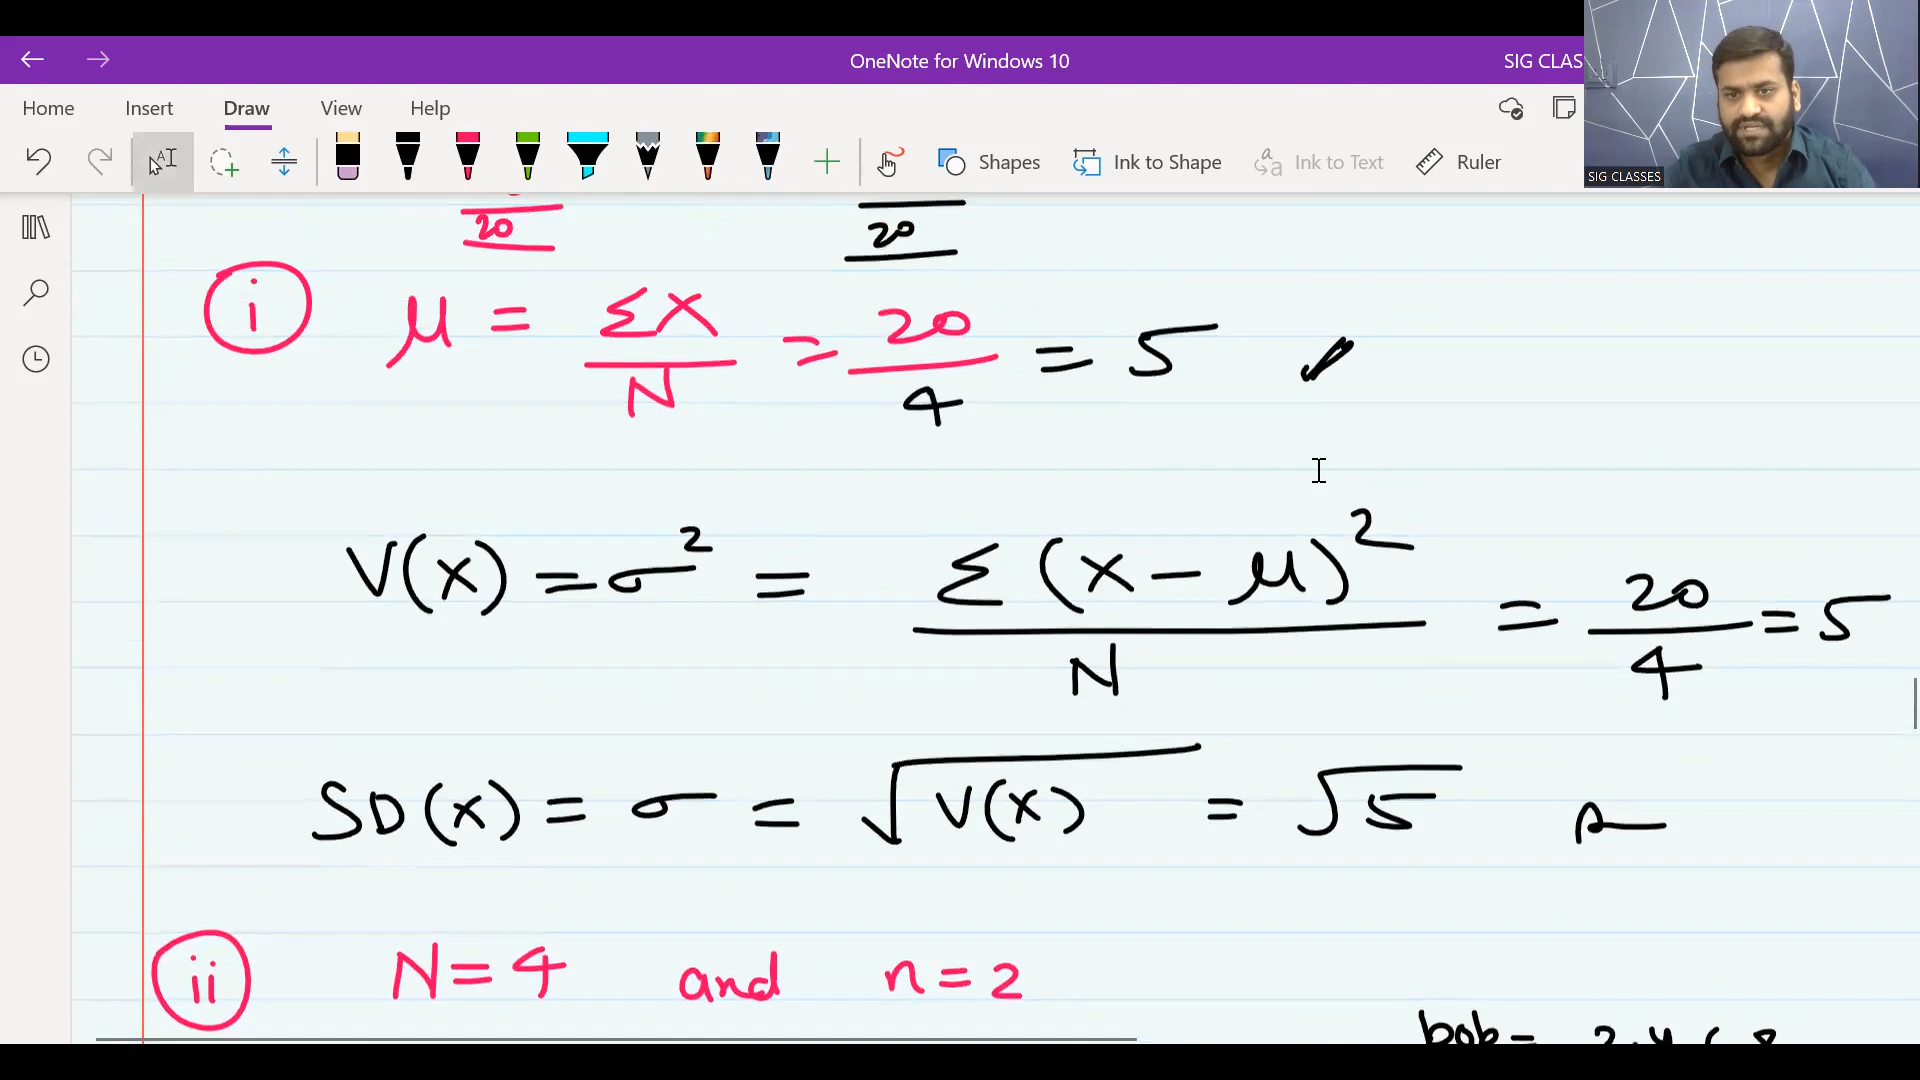 OneNote for Windows 10
SIG CLAS
Home Insert Draw View Help
Shapes Ink to Shape Ink to Text Ruler
SIG CLASSES
20 20
i μ = ΣX / N = 20 / 4 = 5
V(x) = σ² = Σ(x - μ)² / N = 20 / 4 = 5
SD(x) = σ = √V(x) = √5
ii N = 4 and n = 2
pop =